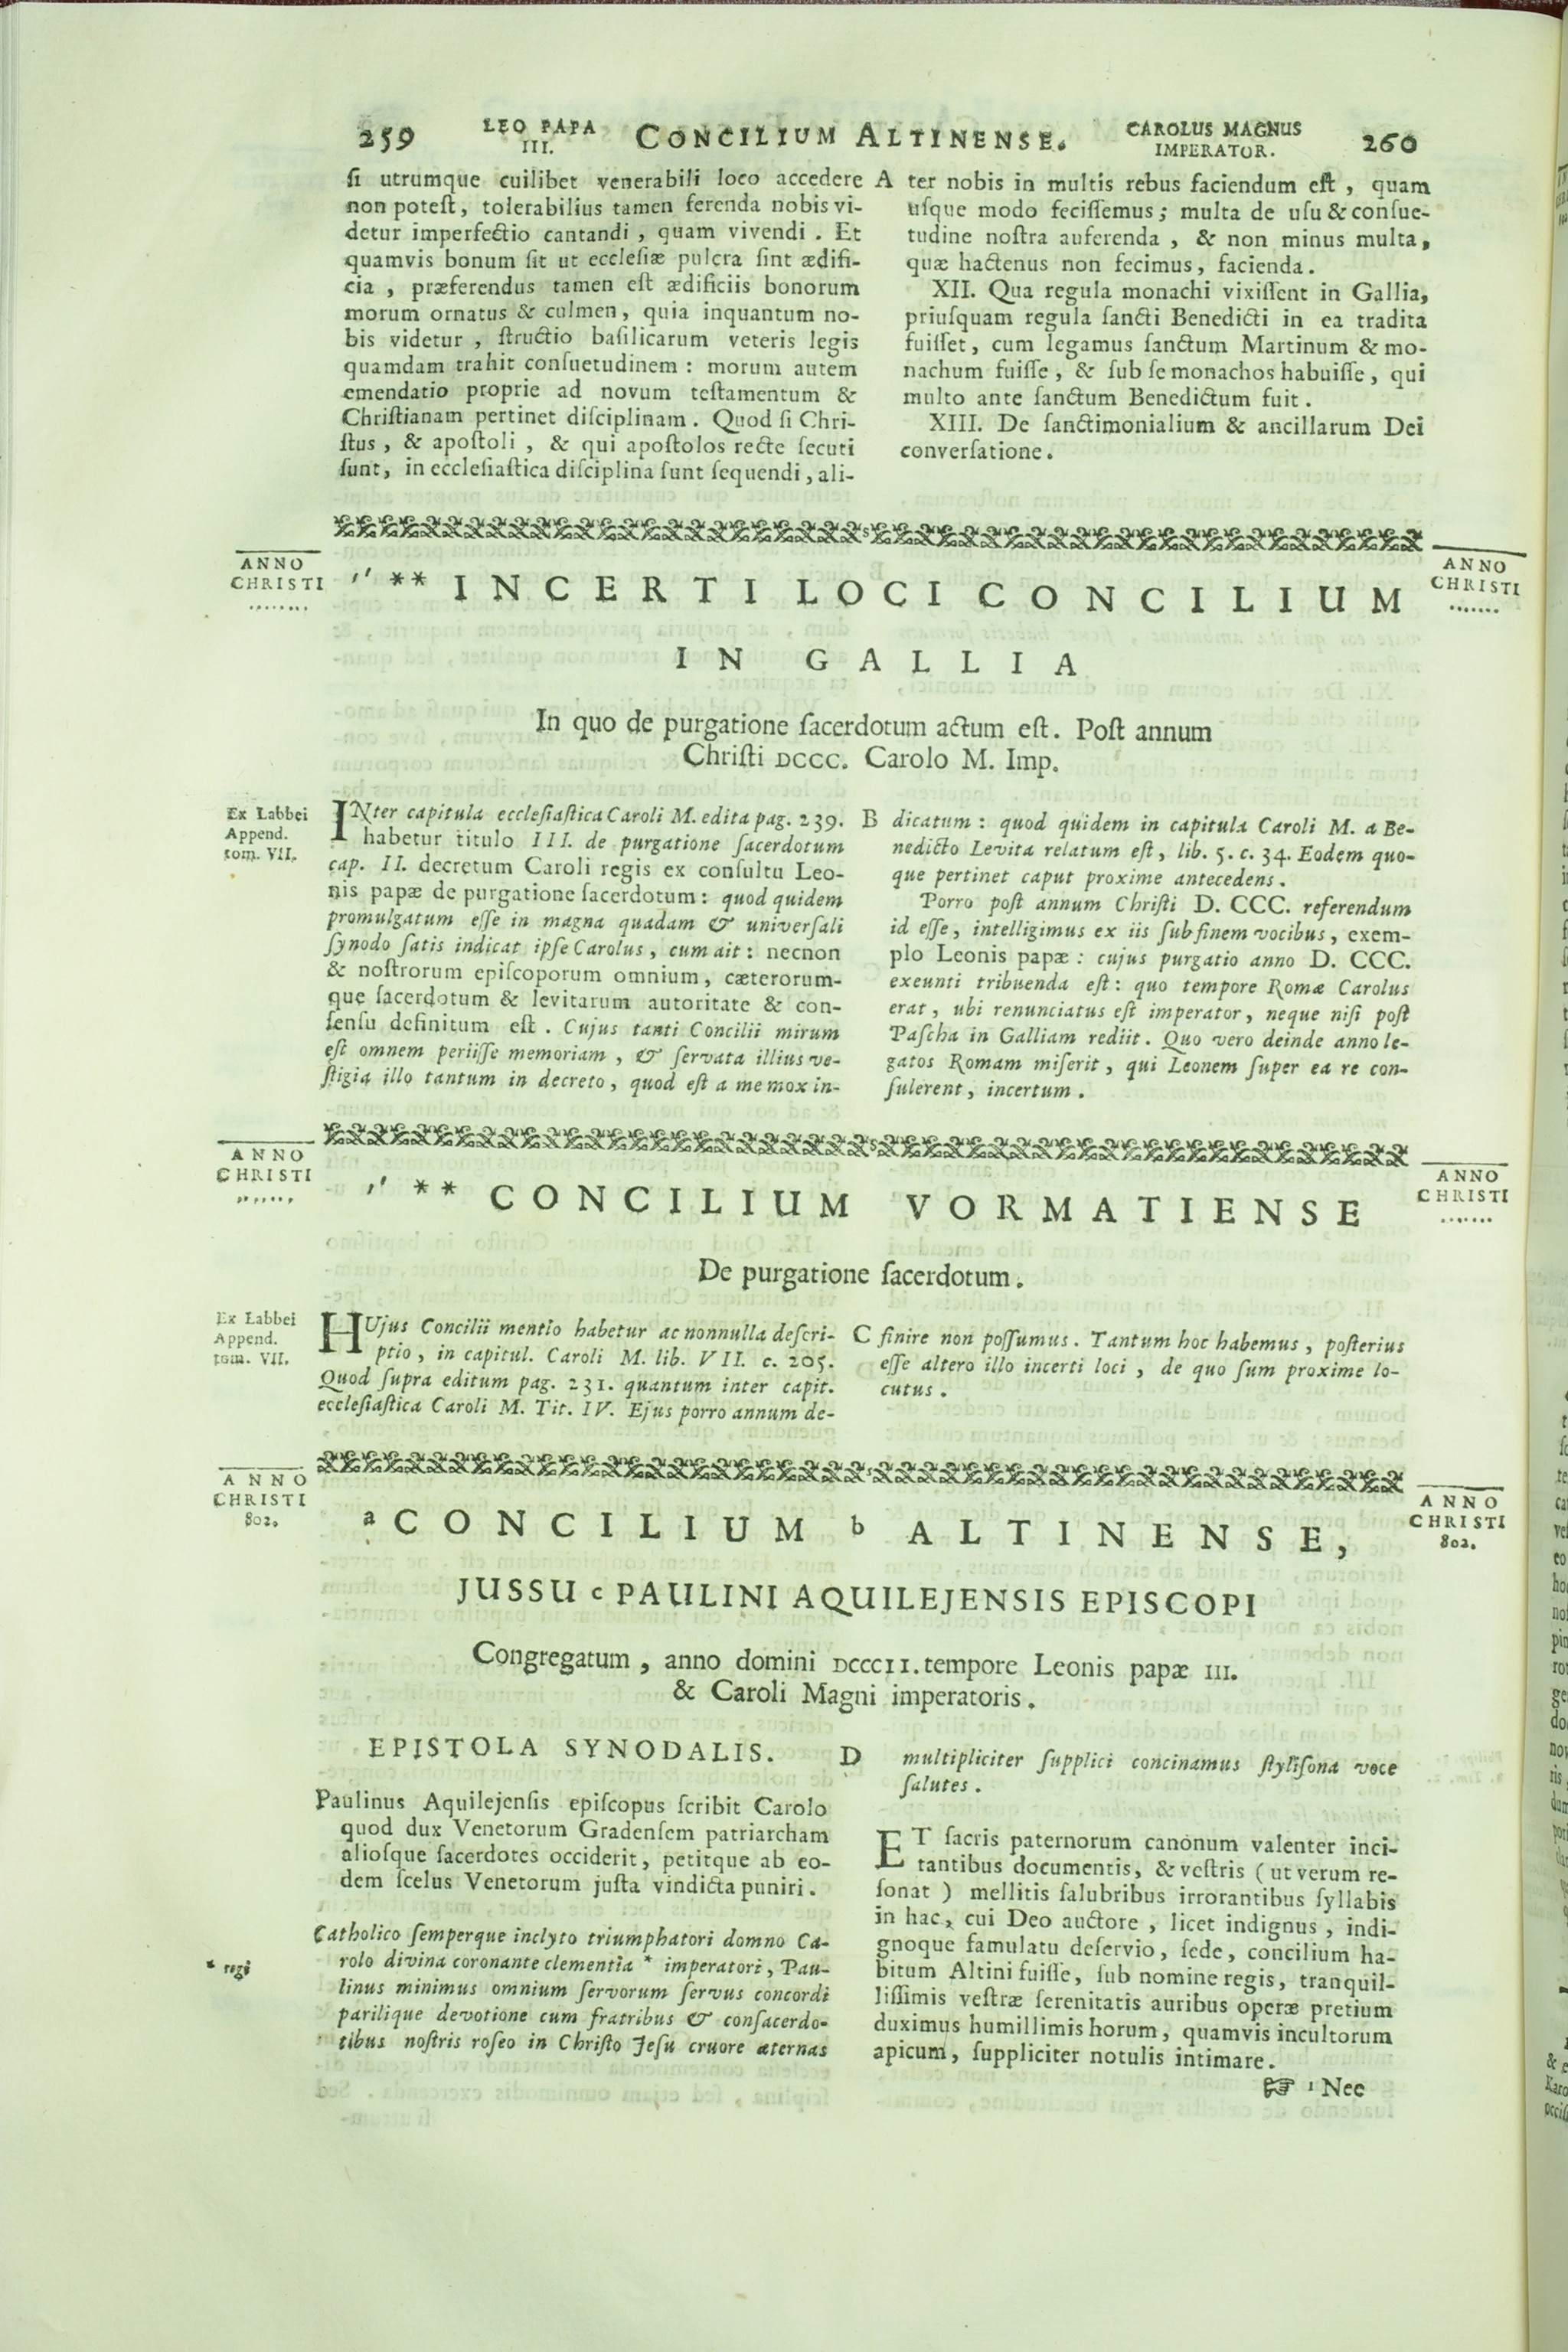 259 LEO PAPA III. CONCILIUM ALTINENSE. CAROLUS MAGNUS IMPERATOR. 260
ſi utrumque cuilibet venerabili loco accedere
non poteſt, tolerabilius tamen ferenda nobis vi-
detur imperfectio cantandi, quam vivendi. Et
quamvis bonum ſit ut eccleſiæ pulcra ſint ædifi-
cia, præferendus tamen eſt ædificiis bonorum
morum ornatus & culmen, quia inquantum no-
bis videtur, ſtructio baſilicarum veteris legis
quamdam trahit conſuetudinem: morum autem
emendatio proprie ad novum teſtamentum &
Chriſtianam pertinet diſciplinam. Quod ſi Chri-
ſtus, & apoſtoli, & qui apoſtolos recte ſecuti
ſunt, in eccleſiaſtica diſciplina ſunt ſequendi, ali-
A
ter nobis in multis rebus faciendum eſt, quam
uſque modo feciſſemus; multa de uſu & conſue-
tudine noſtra auferenda, & non minus multa,
quæ hactenus non fecimus, facienda.
XII. Qua regula monachi vixiſſent in Gallia,
priuſquam regula ſancti Benedicti in ea tradita
fuiſſet, cum legamus ſanctum Martinum & mo-
nachum fuiſſe, & ſub ſe monachos habuiſſe, qui
multo ante ſanctum Benedictum fuit.
XIII. De ſanctimonialium & ancillarum Dei
converſatione.
ANNO
CHRISTI
........
,′ ** INCERTI LOCI CONCILIUM
ANNO
CHRISTI
.......
IN GALLIA
In quo de purgatione ſacerdotum actum eſt. Poſt annum
Chriſti DCCC. Carolo M. Imp.
Ex Labbei
Append.
tom. VII.
INter capitula eccleſiaſtica Caroli M. edita pag. 239.
habetur titulo III. de purgatione ſacerdotum
cap. II. decretum Caroli regis ex conſultu Leo-
nis papæ de purgatione ſacerdotum: quod quidem
promulgatum eſſe in magna quadam & univerſali
ſynodo ſatis indicat ipſe Carolus, cum ait: necnon
& noſtrorum epiſcoporum omnium, cæterorum-
que ſacerdotum & levitarum autoritate & con-
ſenſu definitum eſt. Cujus tanti Concilii mirum
eſt omnem periiſſe memoriam, & ſervata illius ve-
ſtigia illo tantum in decreto, quod eſt a me mox in-
B
dicatum: quod quidem in capitula Caroli M. a Be-
nedicto Levita relatum eſt, lib. 5. c. 34. Eodem quo-
que pertinet caput proxime antecedens.
Porro poſt annum Chriſti D. CCC. referendum
id eſſe, intelligimus ex iis ſub finem vocibus, exem-
plo Leonis papæ: cujus purgatio anno D. CCC.
exeunti tribuenda eſt: quo tempore Romæ Carolus
erat, ubi renunciatus eſt imperator, neque niſi poſt
Paſcha in Galliam rediit. Quo vero deinde anno le-
gatos Romam miſerit, qui Leonem ſuper ea re con-
ſulerent, incertum.
ANNO
CHRISTI
.......
,′ ** CONCILIUM VORMATIENSE
ANNO
CHRISTI
.......
De purgatione ſacerdotum.
Ex Labbei
Append.
tom. VII.
HUjus Concilii mentio habetur ac nonnulla deſcri-
ptio, in capitul. Caroli M. lib. VII. c. 205.
Quod ſupra editum pag. 231. quantum inter capit.
eccleſiaſtica Caroli M. Tit. IV. Ejus porro annum de-
C
finire non poſſumus. Tantum hoc habemus, poſterius
eſſe altero illo incerti loci, de quo ſum proxime lo-
cutus.
ANNO
CHRISTI
802.
a CONCILIUM b ALTINENSE,
ANNO
CHRISTI
802.
JUSSU c PAULINI AQUILEJENSIS EPISCOPI
Congregatum, anno domini DCCCII. tempore Leonis papæ III.
& Caroli Magni imperatoris.
EPISTOLA SYNODALIS.
Paulinus Aquilejenſis epiſcopus ſcribit Carolo
quod dux Venetorum Gradenſem patriarcham
alioſque ſacerdotes occiderit, petitque ab eo-
dem ſcelus Venetorum juſta vindicta puniri.
Catholico ſemperque inclyto triumphatori domno Ca-
rolo divina coronante clementia * imperatori, Pau-
* regi
linus minimus omnium ſervorum ſervus concordi
parilique devotione cum fratribus & conſacerdo-
tibus noſtris roſeo in Chriſto Jeſu cruore æternas
D
multipliciter ſupplici concinamus ſtyliſona voce
ſalutes.
ET ſacris paternorum canonum valenter inci-
tantibus documentis, & veſtris (ut verum re-
ſonat) mellitis ſalubribus irrorantibus ſyllabis
in hac, cui Deo auctore, licet indignus, indi-
gnoque famulatu deſervio, ſede, concilium ha-
bitum Altini fuiſſe, ſub nomine regis, tranquil-
liſſimis veſtræ ſerenitatis auribus operæ pretium
duximus humillimis horum, quamvis incultorum
apicum, ſuppliciter notulis intimare.
☞ 1 Nec